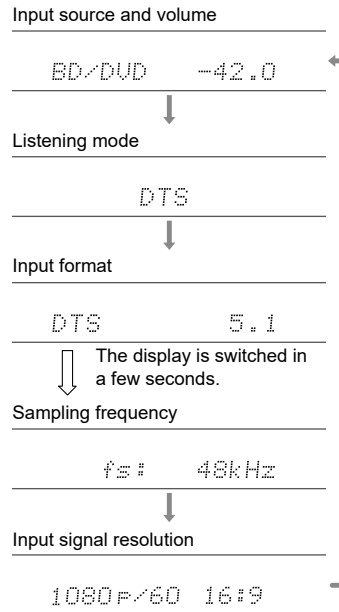 Input source and volume
BD/DVD -42.0
Listening mode
DTS
Input format
DTS 5.1
The display is switched in
a few seconds.
Sampling frequency
fs: 48kHz
Input signal resolution
1080p/60 16:9